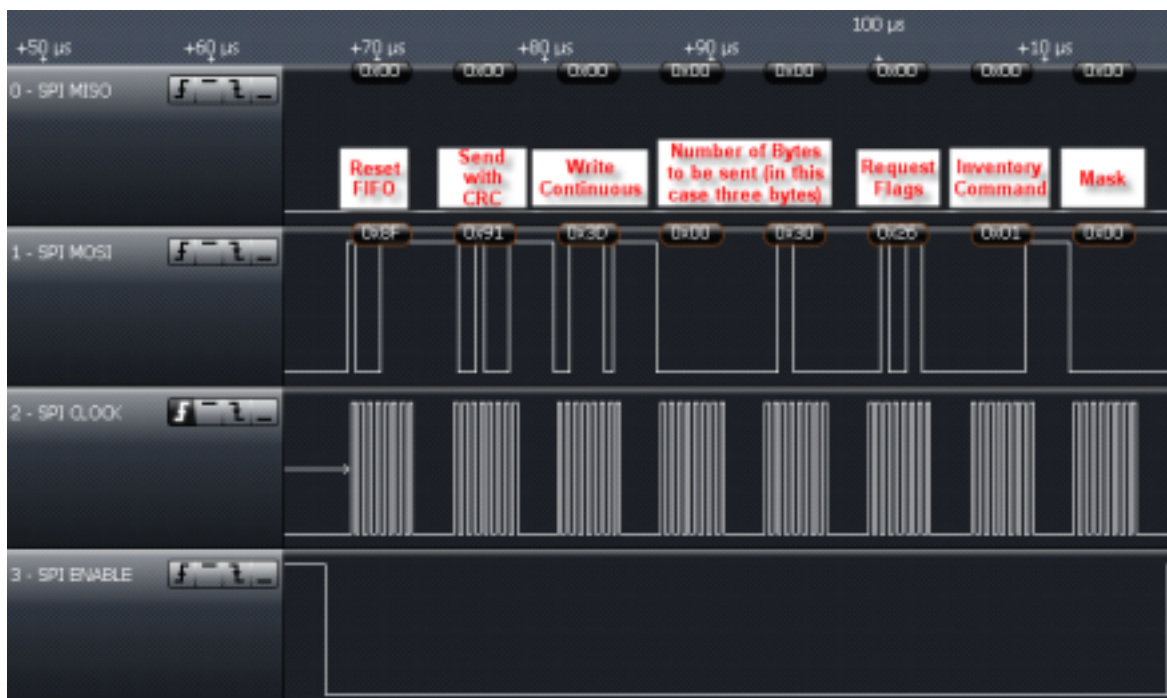 100 µs
+50 µs +60 µs +70 µs +80 µs +90 µs +10 µs
0x00 0x00 0x00 0x00 0x00 0x00 0x00 0x00
0 - SPI MISO
Reset
FIFO
Send
with
CRC
Write
Continuous
Number of Bytes
to be sent (in this
case three bytes)
Request
Flags
Inventory
Command
Mask
0x8F 0x91 0x3D 0x00 0x30 0x26 0x01 0x00
1 - SPI MOSI
2 - SPI CLOCK
3 - SPI ENABLE